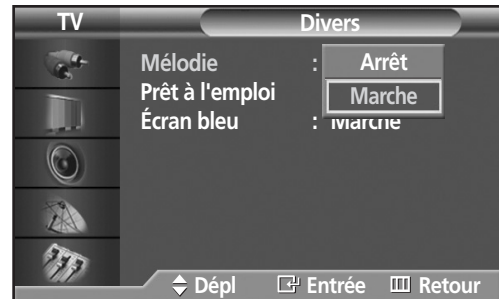 TV Divers
Mélodie : Arrêt
Prêt à l'emploi Marche
Écran bleu : Marche
Dépl Entrée Retour